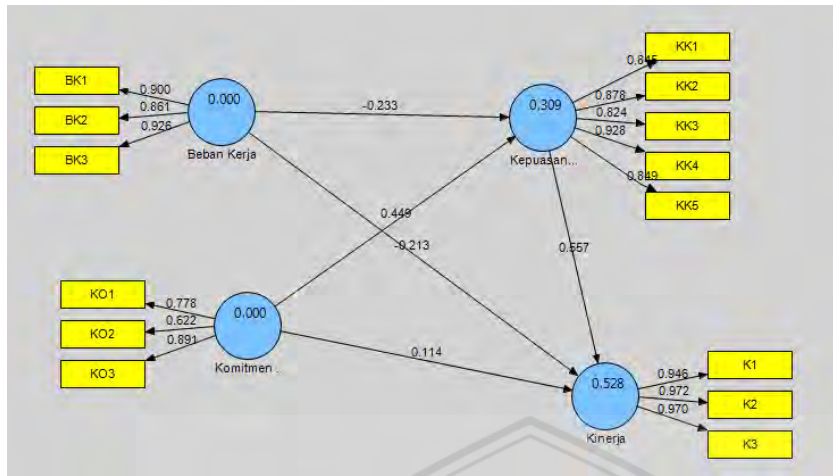 BK1
BK2
BK3
0.900
0.861
0.926
0.000
Beban Kerja
-0.233
0.309
Kepuasan...
0.845
0.878
0.824
0.928
0.849
KK1
KK2
KK3
KK4
KK5
0.449
-0.213
0.557
KO1
KO2
KO3
0.778
0.622
0.891
0.000
Komitmen .
0.114
0.528
Kinerja
0.946
0.972
0.970
K1
K2
K3